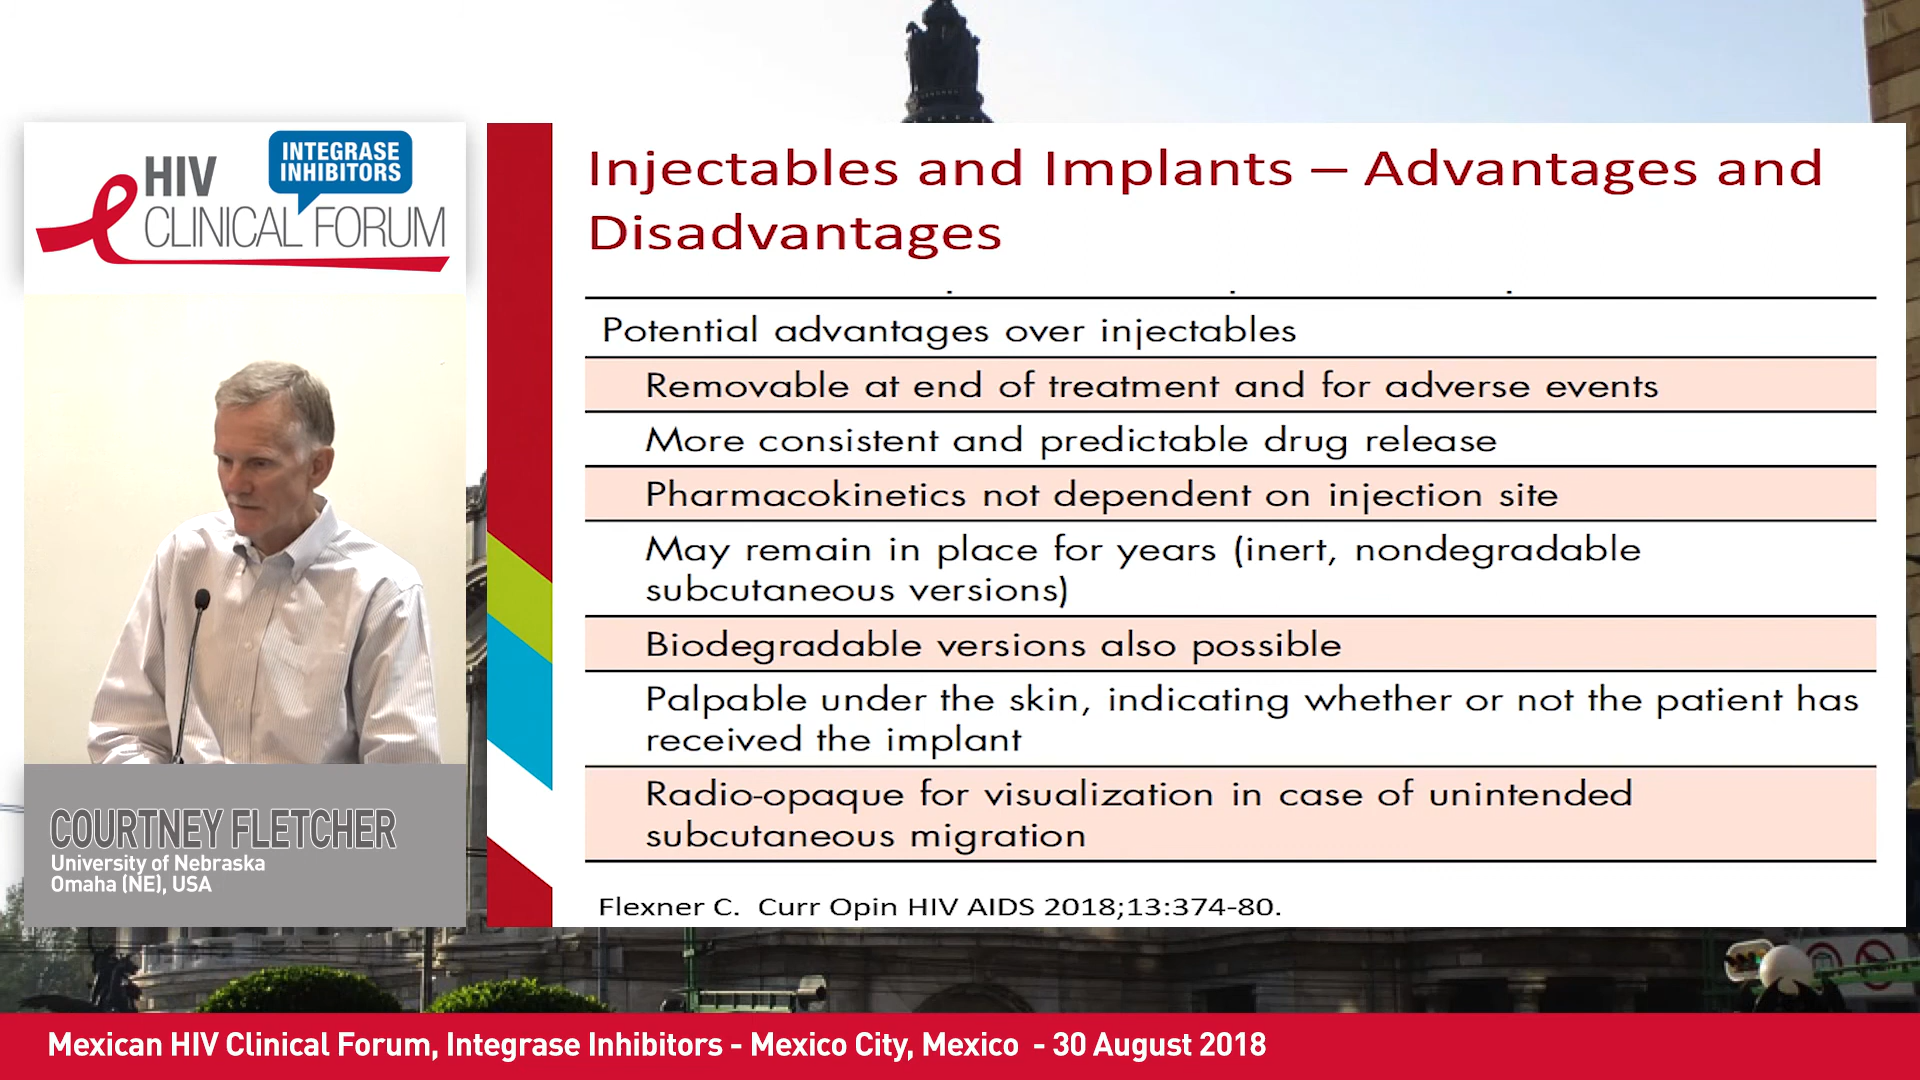 HIV
INTEGRASE
INHIBITORS
CLINICAL FORUM
Injectables and Implants – Advantages and
Disadvantages
Potential advantages over injectables
Removable at end of treatment and for adverse events
More consistent and predictable drug release
Pharmacokinetics not dependent on injection site
May remain in place for years (inert, nondegradable
subcutaneous versions)
Biodegradable versions also possible
Palpable under the skin, indicating whether or not the patient has
received the implant
Radio-opaque for visualization in case of unintended
subcutaneous migration
Flexner C. Curr Opin HIV AIDS 2018;13:374-80.
COURTNEY FLETCHER
University of Nebraska
Omaha (NE), USA
Mexican HIV Clinical Forum, Integrase Inhibitors - Mexico City, Mexico - 30 August 2018